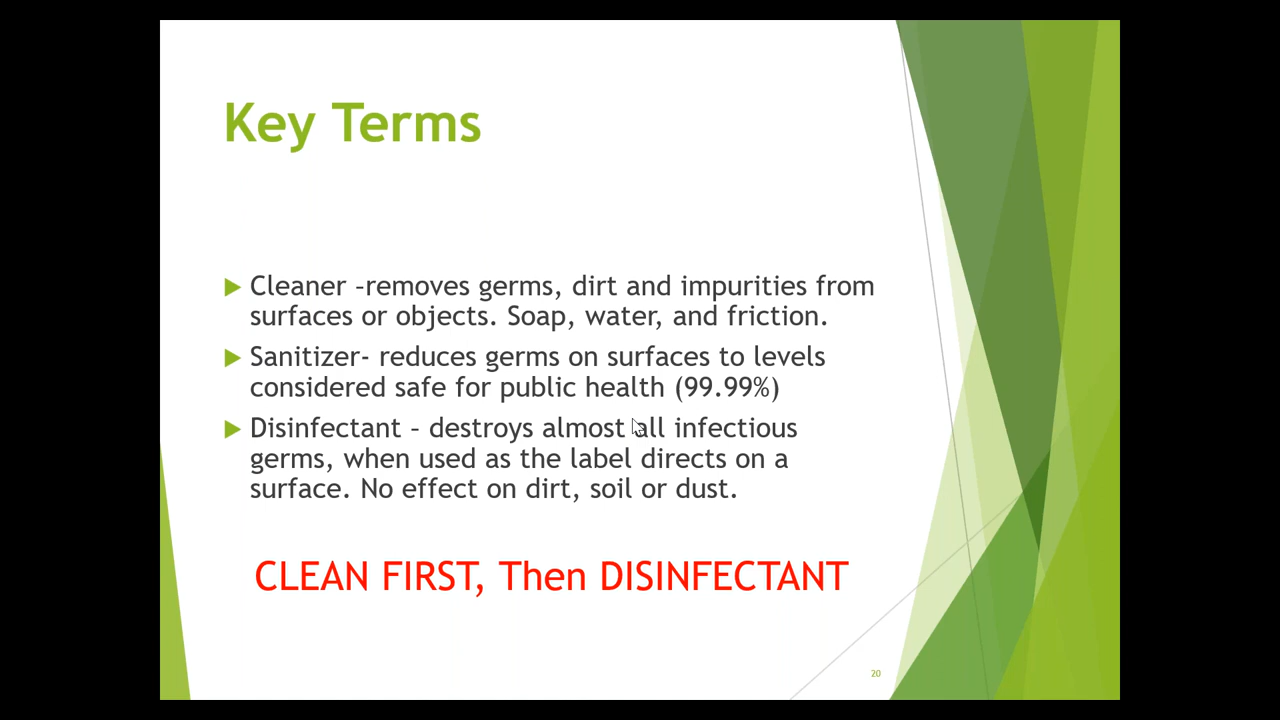 Key Terms
Cleaner –removes germs, dirt and impurities from
surfaces or objects. Soap, water, and friction.
Sanitizer- reduces germs on surfaces to levels
considered safe for public health (99.99%)
Disinfectant – destroys almost all infectious
germs, when used as the label directs on a
surface. No effect on dirt, soil or dust.
CLEAN FIRST, Then DISINFECTANT
20